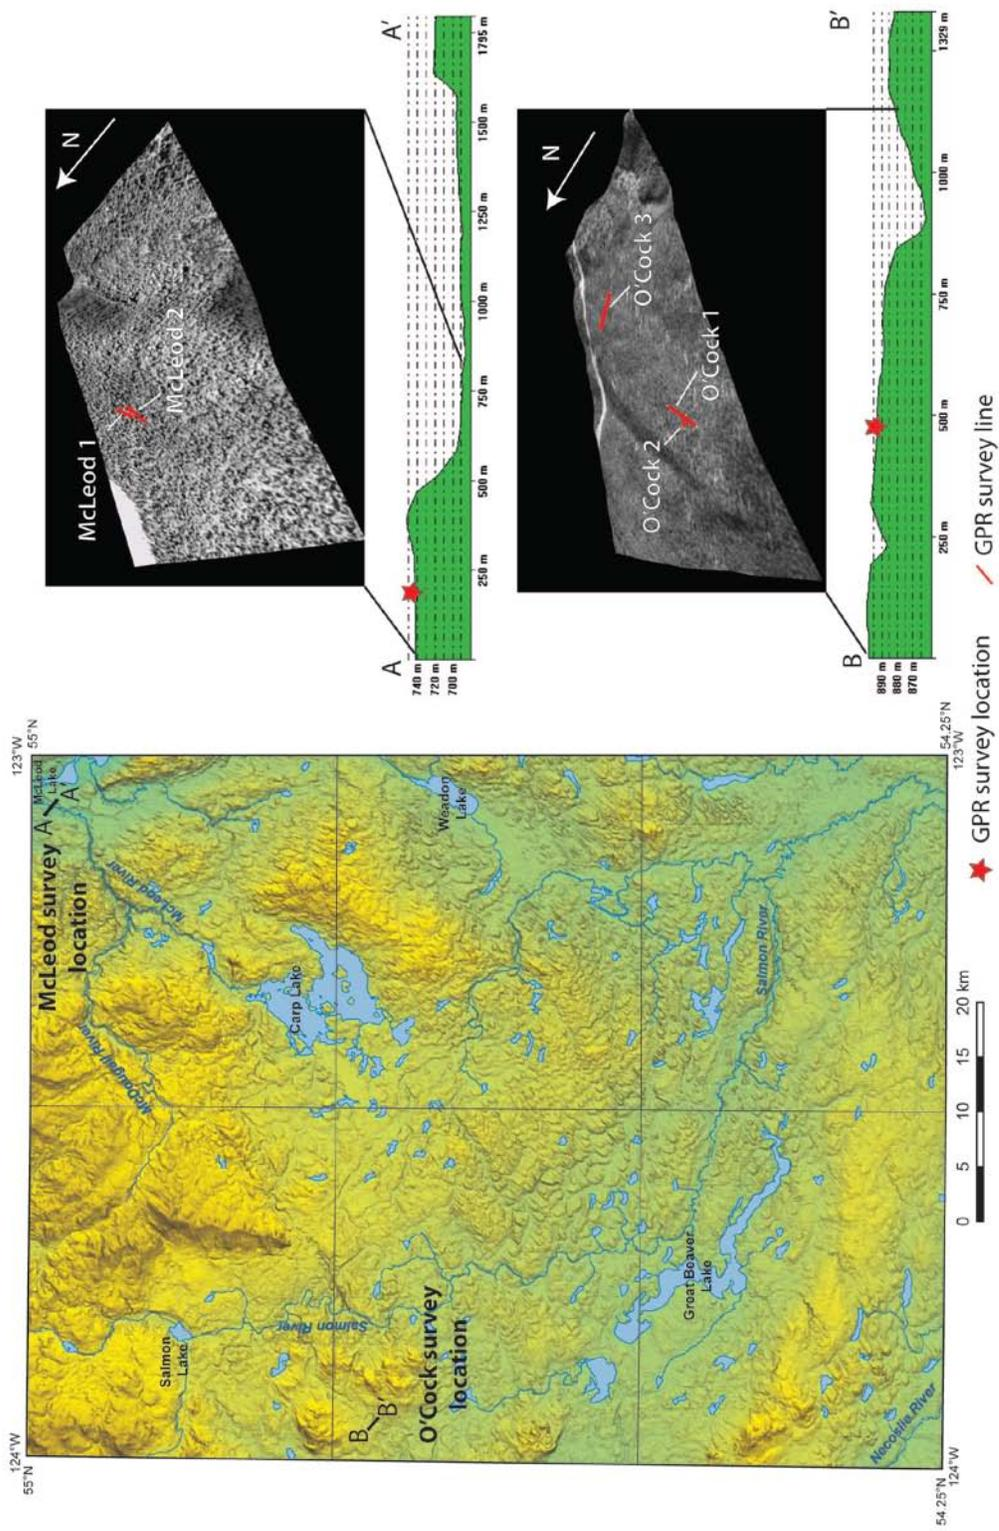 124°W
55°N
123°W
55°N
McLeod survey
location
A
A'
McLeod
Lake
McLeod River
McDougall River
Salmon
Lake
Salmon River
Carp Lake
Weadon
Lake
B
B'
O'Cock survey
location
Great Beaver
Lake
Salmon River
Necoslie River
54.25°N
124°W
54.25°N
123°W
0
5
10
15
20 km
McLeod 1
McLeod 2
N
A
A'
740 m
720 m
700 m
250 m
500 m
750 m
1000 m
1250 m
1500 m
1795 m
O'Cock 2
O'Cock 1
O'Cock 3
N
B
B'
890 m
880 m
870 m
250 m
500 m
750 m
1000 m
1329 m
GPR survey location
GPR survey line